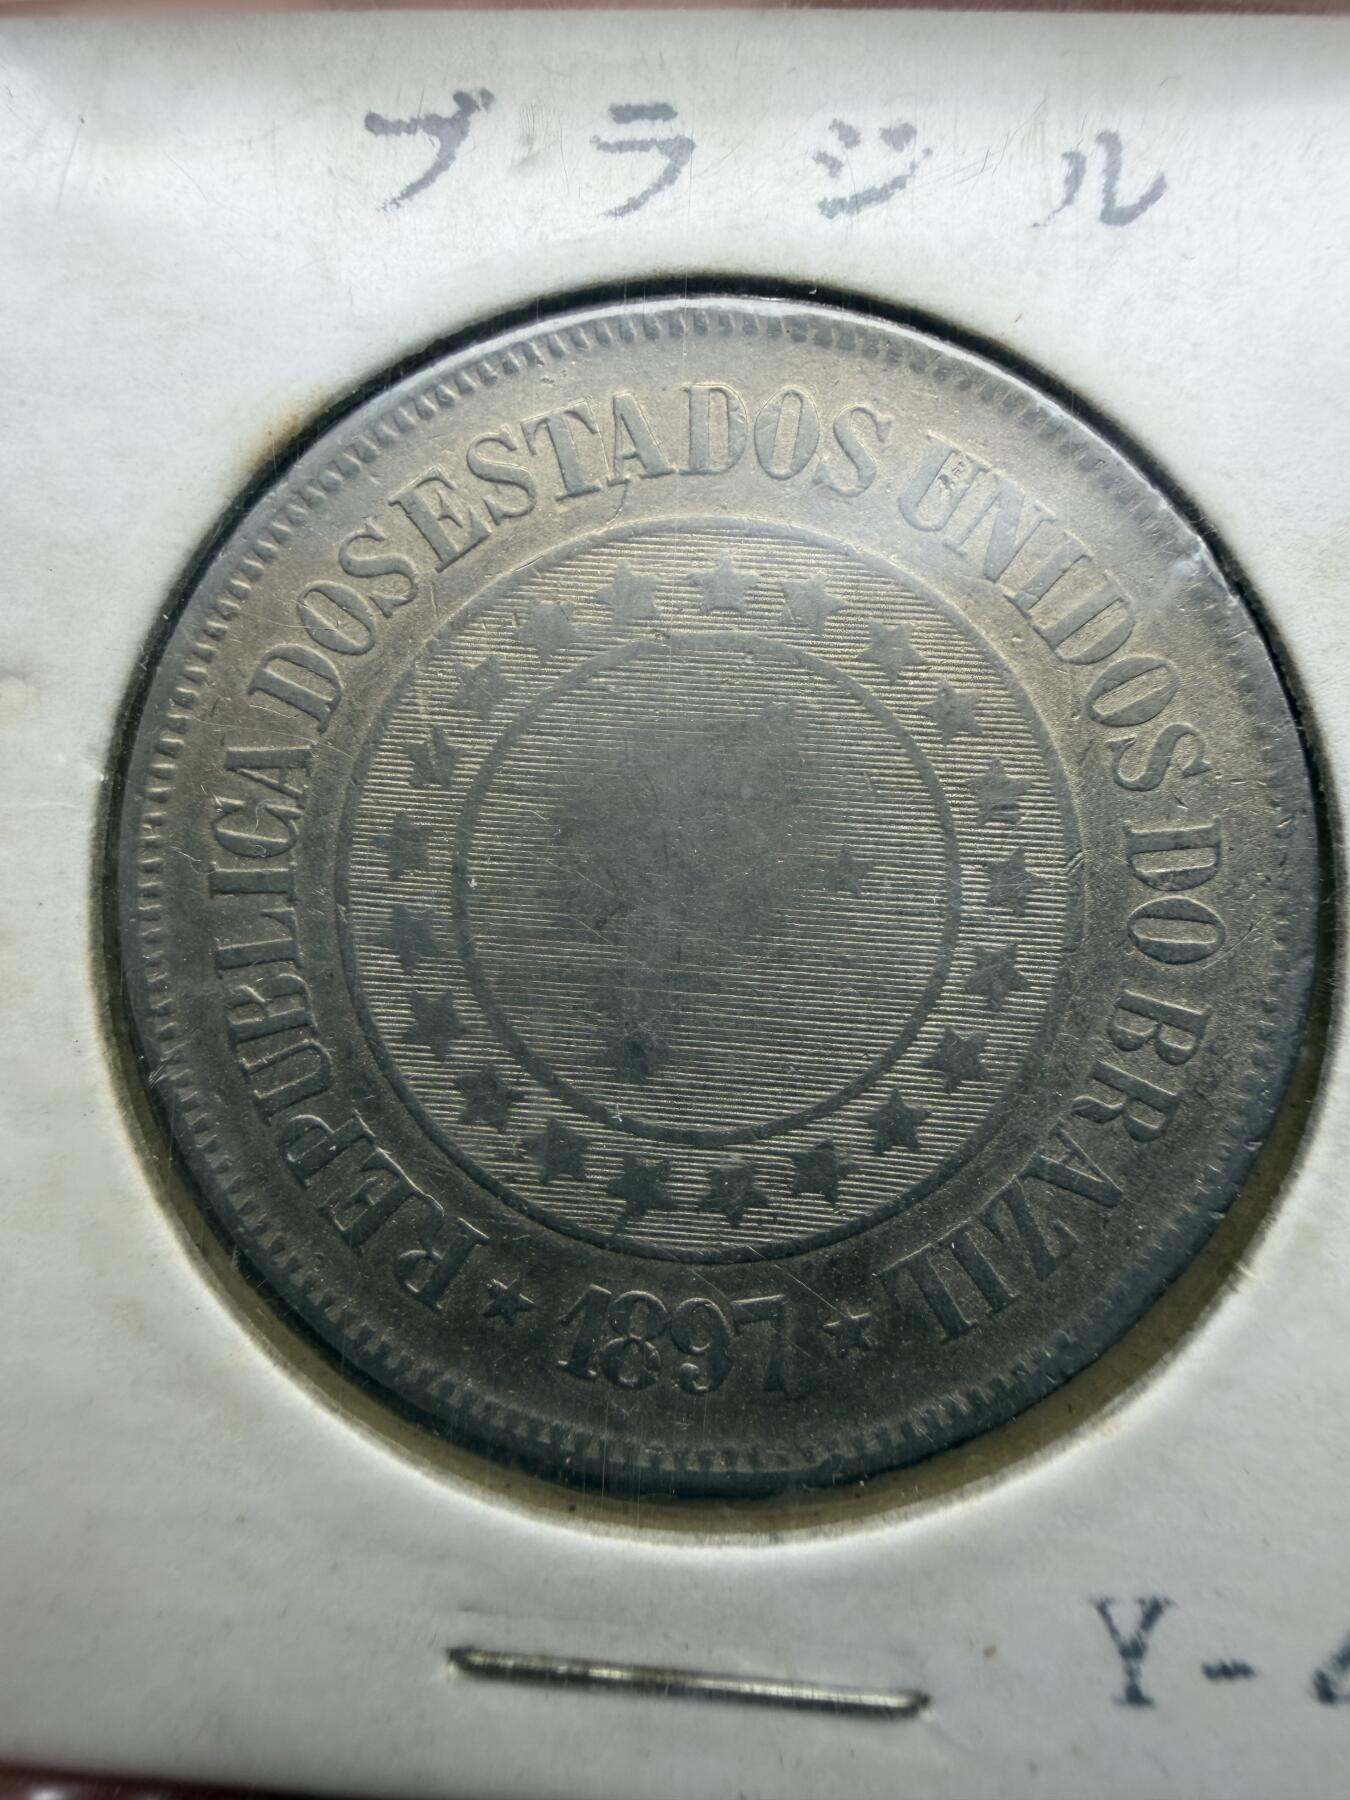 ブラジル
REPUBLICA DOS ESTADOS UNIDOS DO BRAZIL
★ 1897 ★
Y-